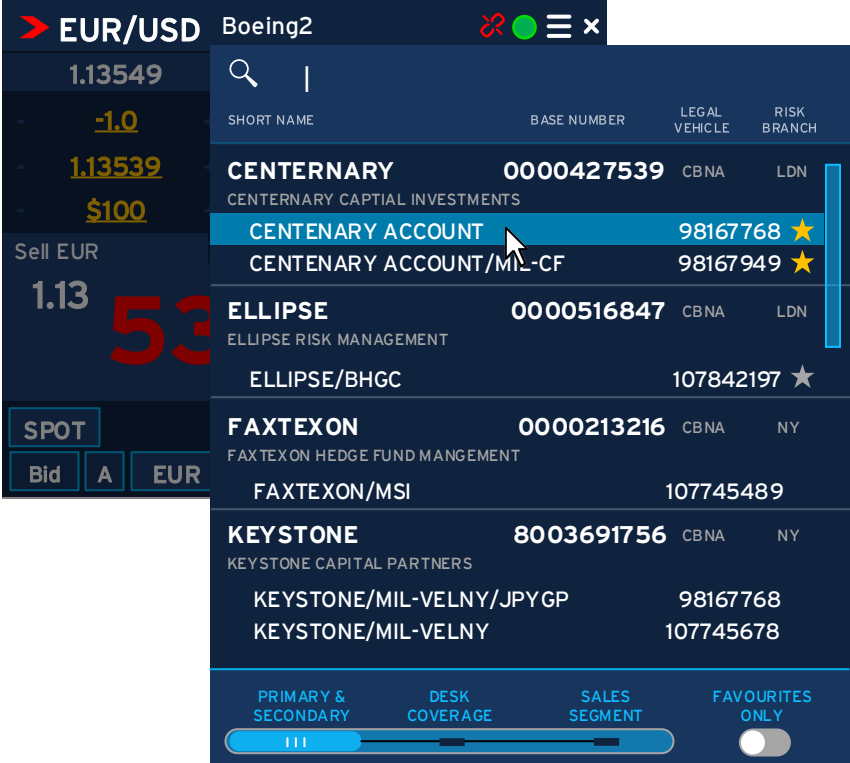 EUR/USD
Boeing2
1.13549
-1.0
1.13539
$100
Sell EUR
1.13 53
SPOT
Bid A EUR
SHORT NAME BASE NUMBER LEGAL VEHICLE RISK BRANCH
CENTERNARY 0000427539 CBNA LDN
CENTERNARY CAPTIAL INVESTMENTS
CENTENARY ACCOUNT 98167768
CENTENARY ACCOUNT/MIL-CF 98167949
ELLIPSE 0000516847 CBNA LDN
ELLIPSE RISK MANAGEMENT
ELLIPSE/BHGC 107842197
FAXTEXON 0000213216 CBNA NY
FAXTEXON HEDGE FUND MANGEMENT
FAXTEXON/MSI 107745489
KEYSTONE 8003691756 CBNA NY
KEYSTONE CAPITAL PARTNERS
KEYSTONE/MIL-VELNY/JPYGP 98167768
KEYSTONE/MIL-VELNY 107745678
PRIMARY & SECONDARY
DESK COVERAGE
SALES SEGMENT
FAVOURITES ONLY